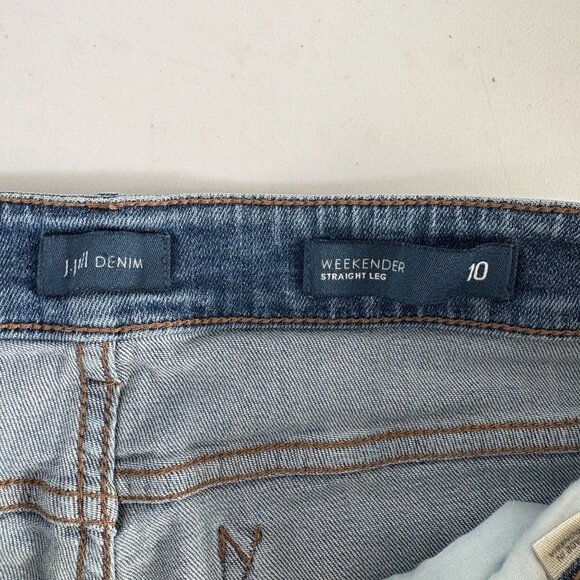 J.Jill DENIM
WEEKENDER
STRAIGHT LEG
10